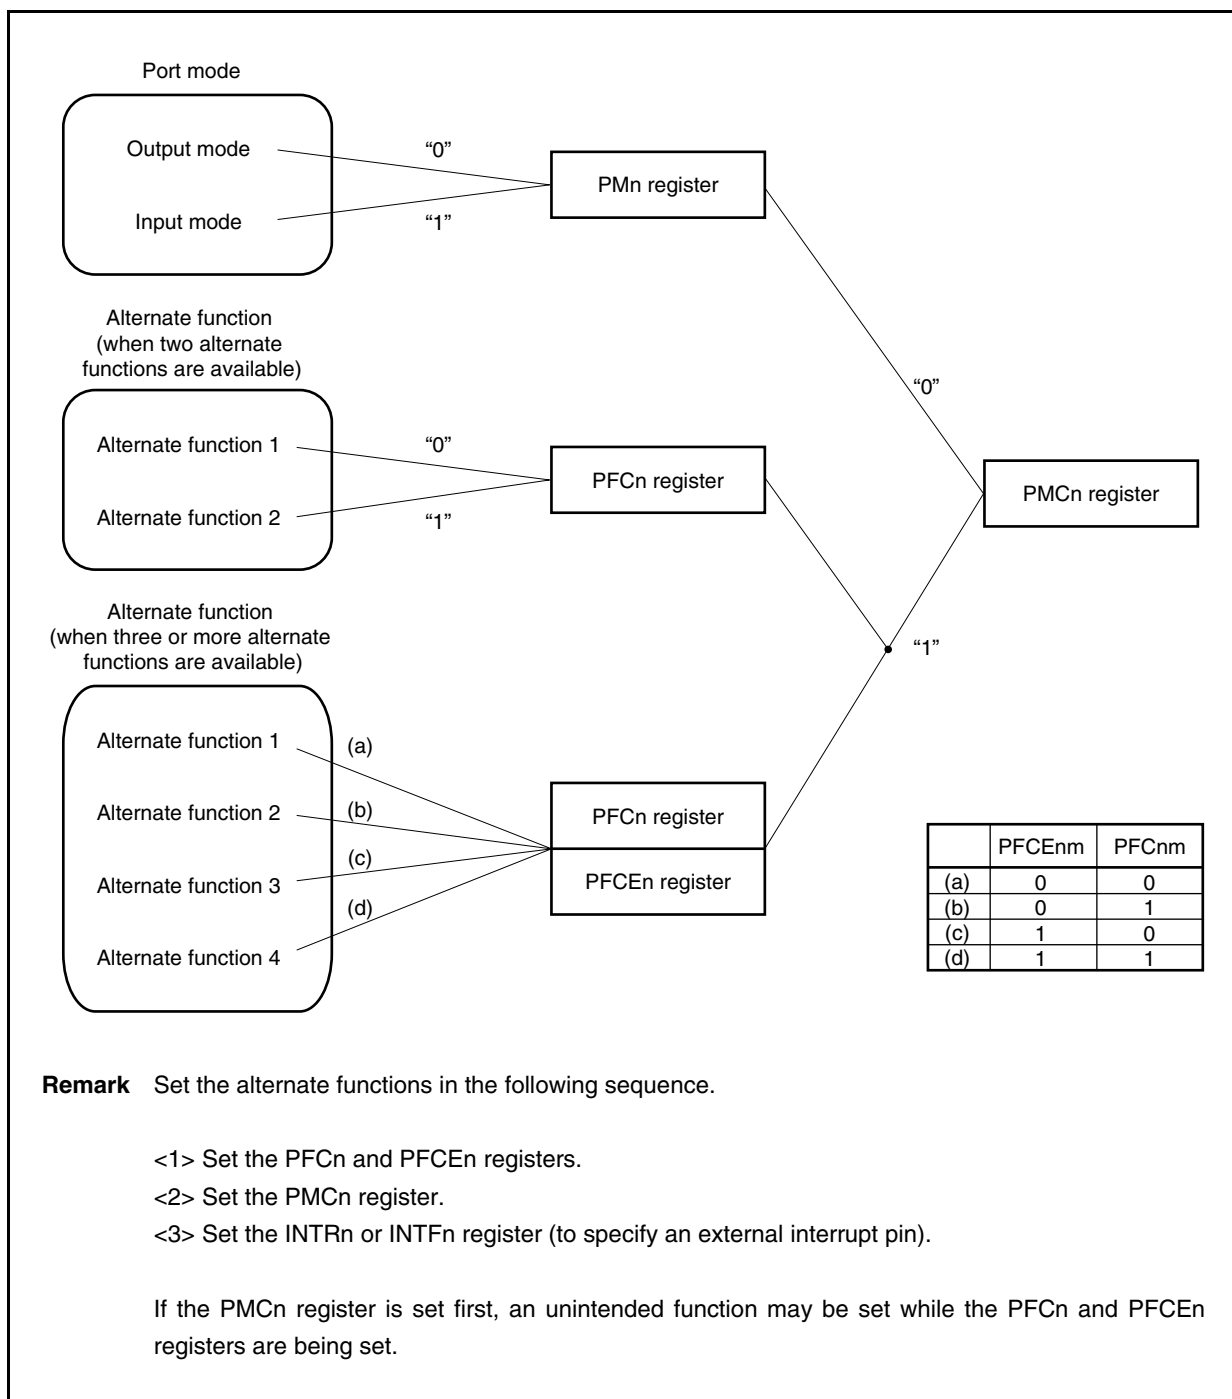 Port mode
Output mode
“0”
PMn register
Input mode
“1”
Alternate function
(when two alternate
functions are available)
“0”
Alternate function 1
“0”
PFCn register
PMCn register
Alternate function 2
“1”
Alternate function
(when three or more alternate
functions are available)
“1”
Alternate function 1
(a)
Alternate function 2
(b)
PFCn register
(c)
Alternate function 3
PFCEn register
(d)
Alternate function 4
PFCEnm PFCnm
(a) 0 0
(b) 0 1
(c) 1 0
(d) 1 1
Remark Set the alternate functions in the following sequence.
<1> Set the PFCn and PFCEn registers.
<2> Set the PMCn register.
<3> Set the INTRn or INTFn register (to specify an external interrupt pin).
If the PMCn register is set first, an unintended function may be set while the PFCn and PFCEn
registers are being set.